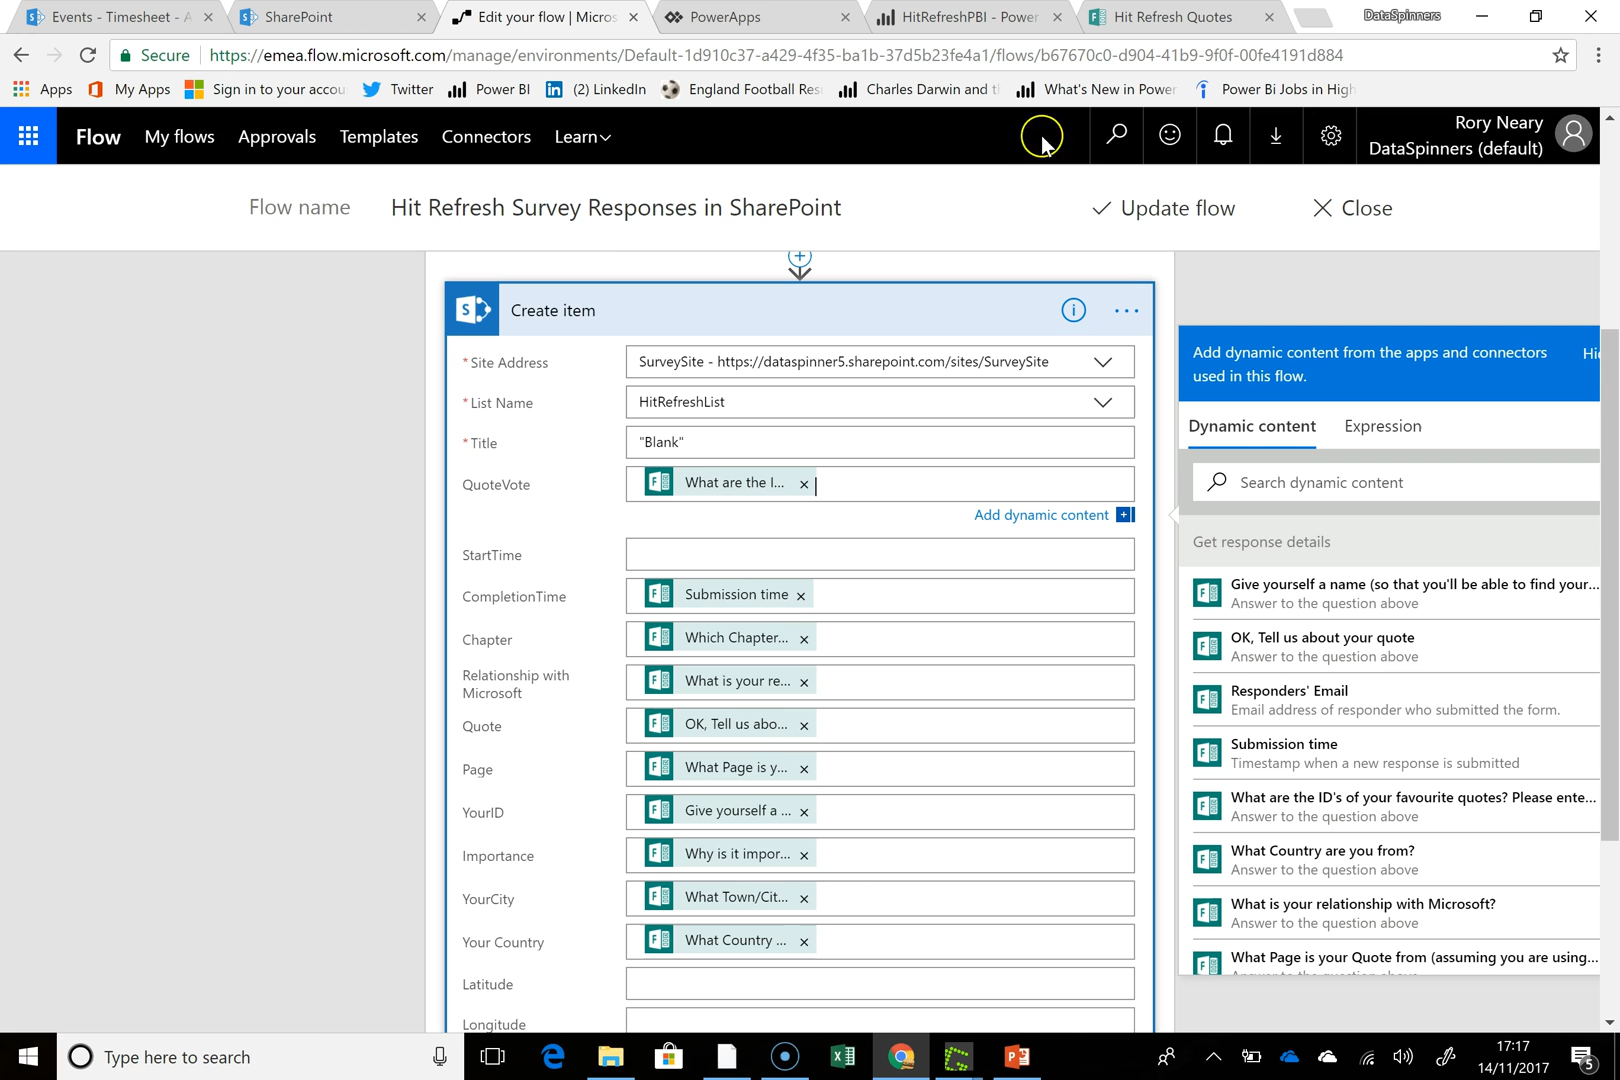 Events - Timesheet - A
SharePoint
Edit your flow | Micros
PowerApps
HitRefreshPBI - Power
Hit Refresh Quotes
DataSpinners
Secure
https://emea.flow.microsoft.com/manage/environments/Default-1d910c37-a429-4f35-ba1b-37d5b23fe4a1/flows/b67670c0-d904-41b9-9f0f-00fe4191d884
Apps
My Apps
Sign in to your accou
Twitter
Power BI
(2) LinkedIn
England Football Res
Charles Darwin and t
What's New in Power
Power Bi Jobs in High
Flow
My flows
Approvals
Templates
Connectors
Learn
Rory Neary
DataSpinners (default)
Flow name
Hit Refresh Survey Responses in SharePoint
Update flow
Close
Create item
* Site Address
SurveySite - https://dataspinner5.sharepoint.com/sites/SurveySite
* List Name
HitRefreshList
* Title
"Blank"
QuoteVote
What are the I... ×
Add dynamic content
StartTime
CompletionTime
Submission time ×
Chapter
Which Chapter... ×
Relationship with
Microsoft
What is your re... ×
Quote
OK, Tell us abo... ×
Page
What Page is y... ×
YourID
Give yourself a ... ×
Importance
Why is it impor... ×
YourCity
What Town/Cit... ×
Your Country
What Country ... ×
Latitude
Longitude
Add dynamic content from the apps and connectors
used in this flow.
Hi
Dynamic content
Expression
Search dynamic content
Get response details
Give yourself a name (so that you'll be able to find your...
Answer to the question above
OK, Tell us about your quote
Answer to the question above
Responders' Email
Email address of responder who submitted the form.
Submission time
Timestamp when a new response is submitted
What are the ID's of your favourite quotes? Please ente...
Answer to the question above
What Country are you from?
Answer to the question above
What is your relationship with Microsoft?
Answer to the question above
What Page is your Quote from (assuming you are using...
Type here to search
17:17
14/11/2017
5